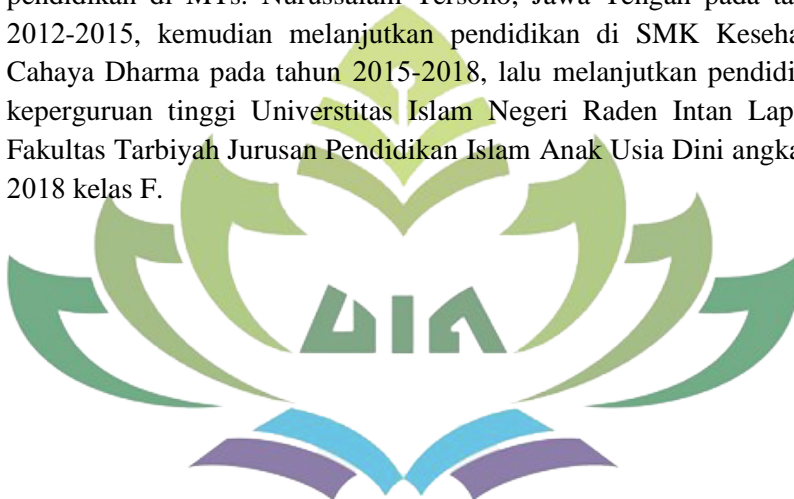 pendidikan di MTs. Nurussalam Tersono, Jawa Tengah pada ta
2012-2015, kemudian melanjutkan pendidikan di SMK Keseha
Cahaya Dharma pada tahun 2015-2018, lalu melanjutkan pendidi
keperguruan tinggi Universtitas Islam Negeri Raden Intan Lap
Fakultas Tarbiyah Jurusan Pendidikan Islam Anak Usia Dini angka
2018 kelas F.
UIN